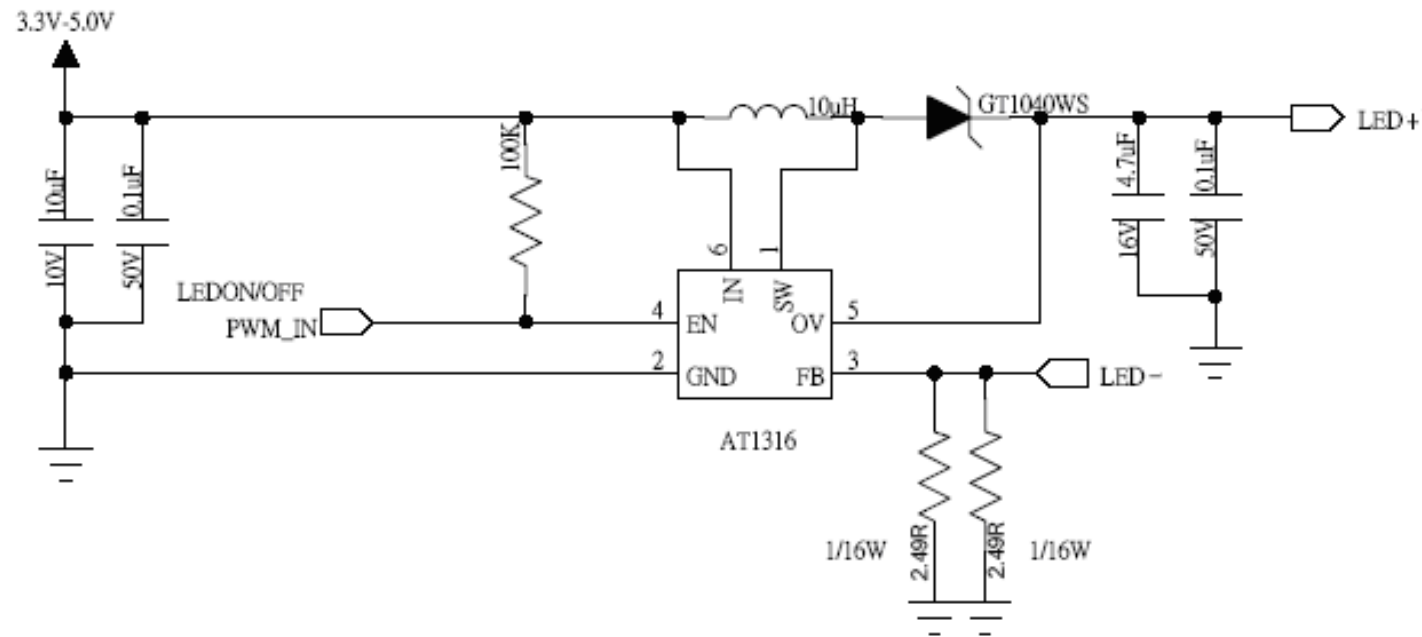 3.3V-5.0V
10uH
GT1040WS
LED+
100K
10uF
0.1uF
10V
50V
4.7uF
0.1uF
16V
50V
6
1
IN
SW
LEDON/OFF
PWM_IN
4
EN
OV
5
2
GND
FB
3
LED-
AT1316
1/16W
2.49R
2.49R
1/16W